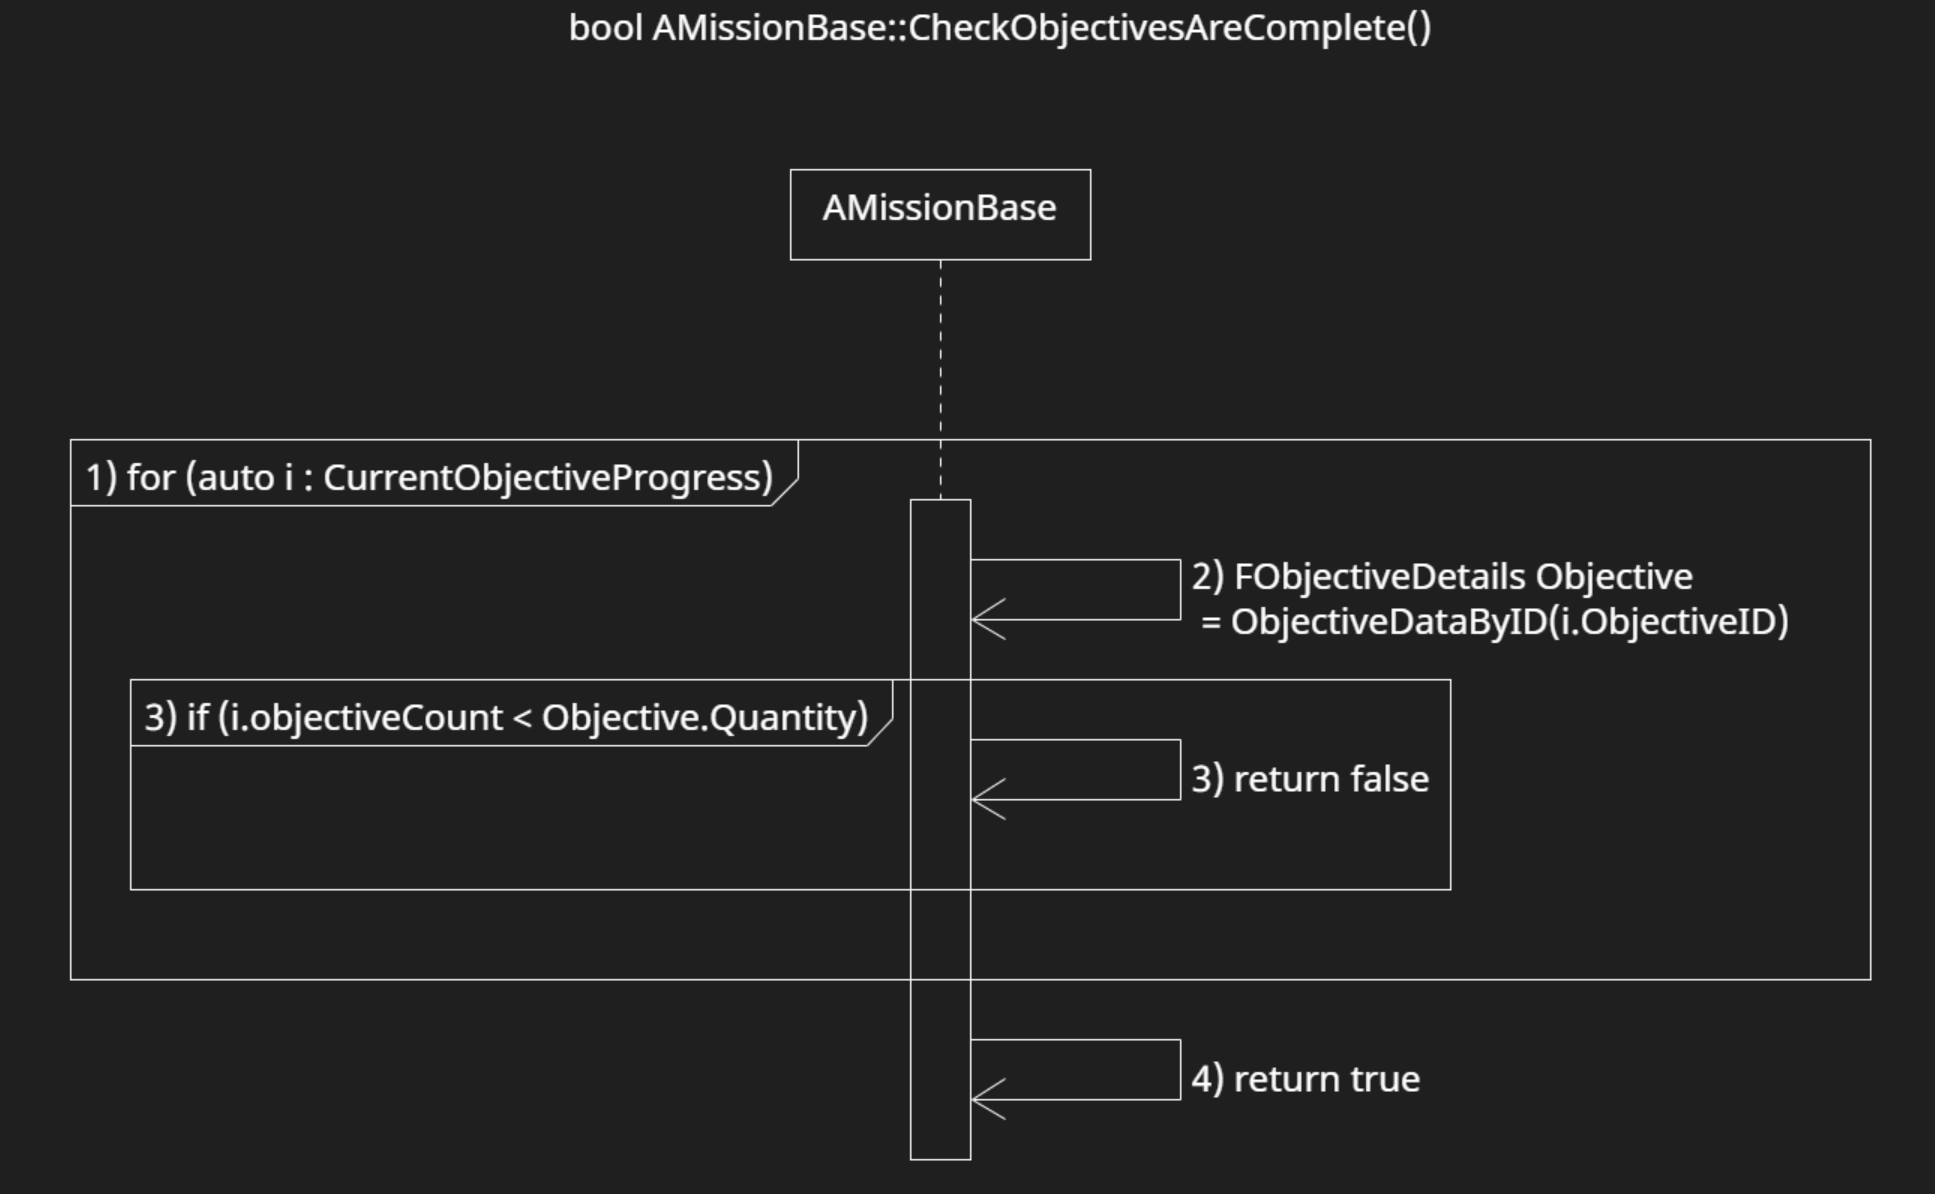 bool AMissionBase::CheckObjectivesAreComplete()
AMissionBase
1) for (auto i : CurrentObjectiveProgress)
2) FObjectiveDetails Objective
= ObjectiveDataByID(i.ObjectiveID)
3) if (i.objectiveCount < Objective.Quantity)
3) return false
4) return true